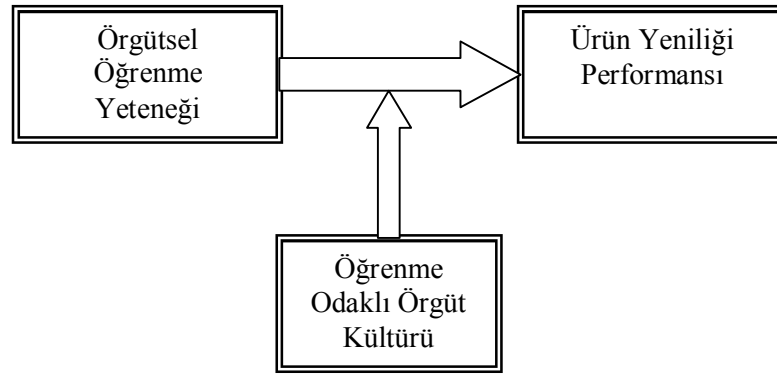 Örgütsel
Öğrenme
Yeteneği
Ürün Yeniliği
Performansı
Öğrenme
Odaklı Örgüt
Kültürü